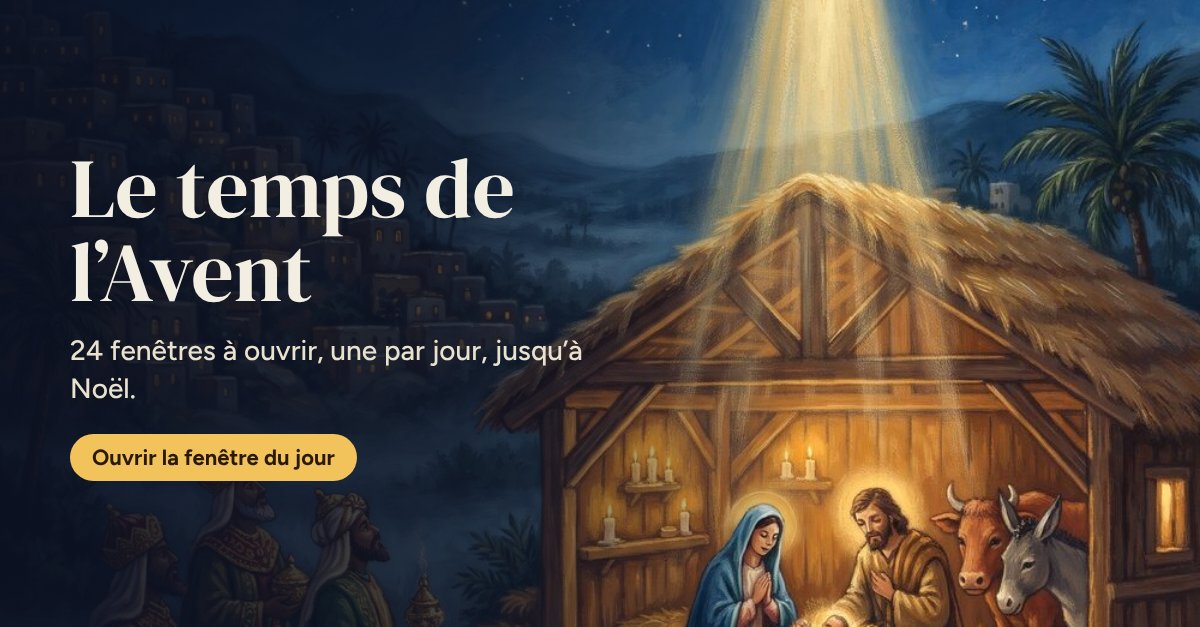 Le temps de
l’Avent
24 fenêtres à ouvrir, une par jour, jusqu’à
Noël.
Ouvrir la fenêtre du jour